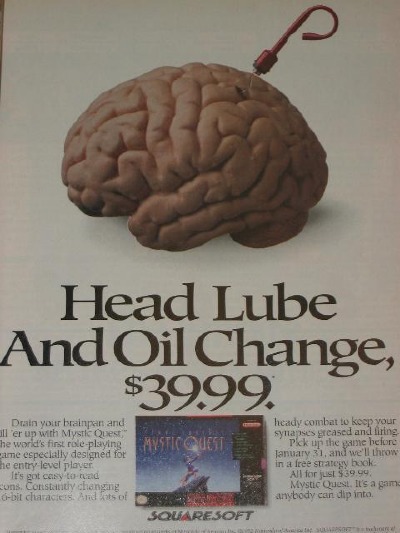 Head Lube
And Oil Change,
$39.99.*
Drain your brainpan and
ill 'er up with Mystic Quest,™
he world's first role-playing
ame especially designed for
he entry-level player.
It's got easy-to-read
cons. Constantly changing
6-bit characters. And lots of
MYSTIC QUEST
heady combat to keep your
synapses greased and firing.
Pick up the game before
January 31, and we'll throw
in a free strategy book.
All for just $39.99.
Mystic Quest. It's a game
anybody can dip into.
SQUARESOFT